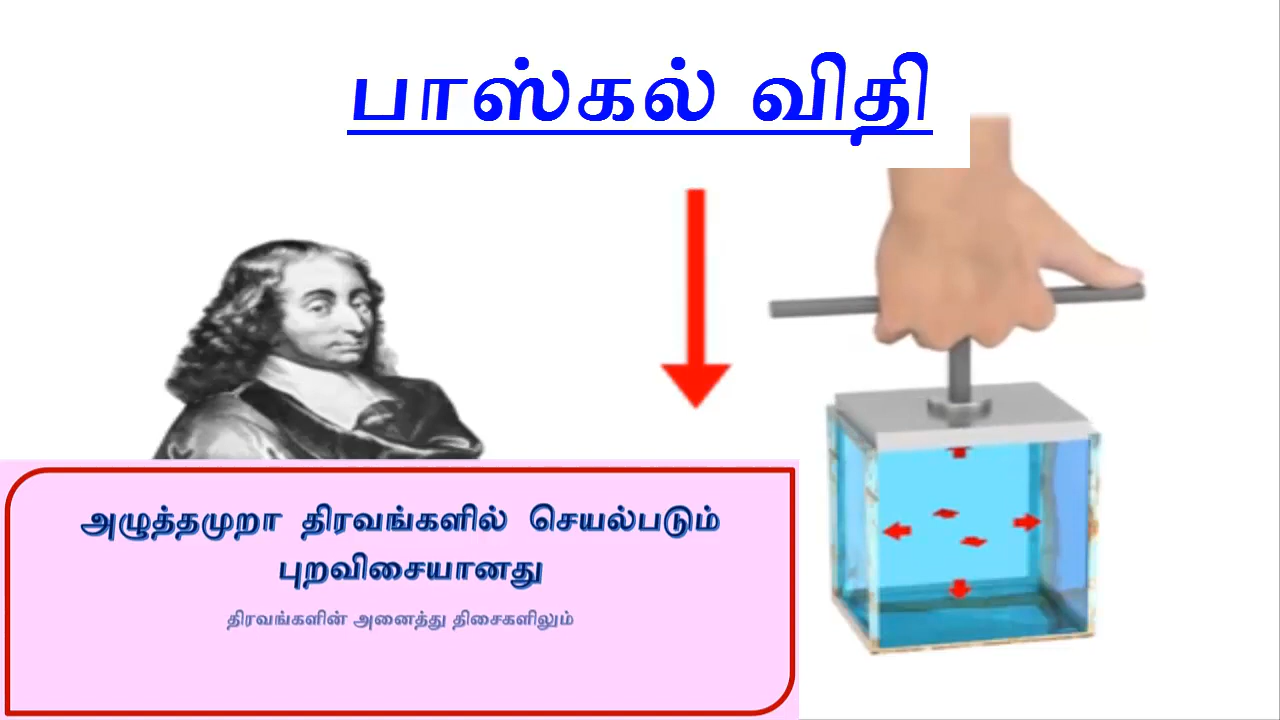 பாஸ்கல் விதி
அழுத்தமுறா திரவங்களில் செயல்படும்
புறவிசையானது
திரவங்களின் அனைத்து திசைகளிலும்